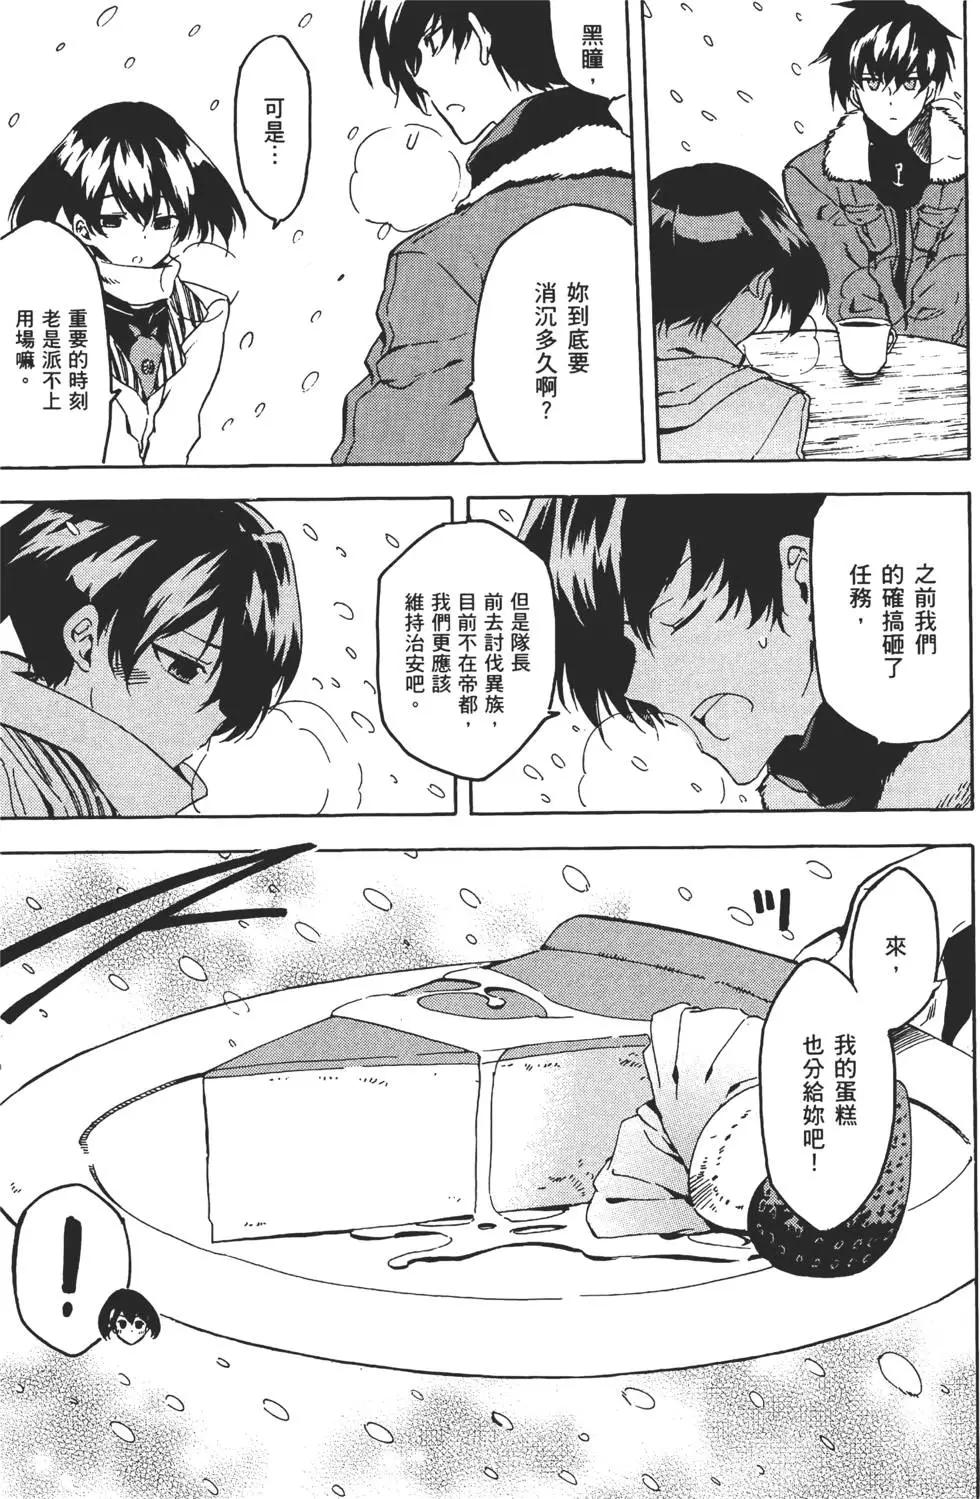 黑瞳，
妳到底要
消沉多久啊？
可是…
重要的時刻
老是派不上
用場嘛。
之前我們
的確搞砸了
任務，
但是隊長
前去討伐異族，
目前不在帝都，
我們更應該
維持治安吧。
來，
我的蛋糕
也分給妳吧！
！